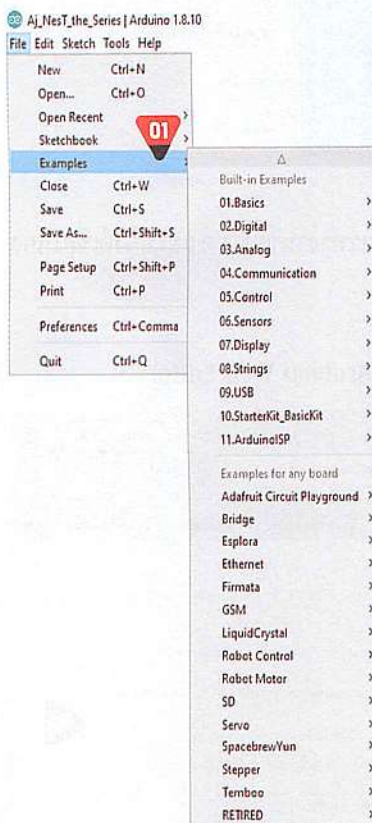 Aj_NesT_the_Series | Arduino 1.8.10
File Edit Sketch Tools Help
New Ctrl+N
Open... Ctrl+O
Open Recent
Sketchbook
01
Examples
Close Ctrl+W
Save Ctrl+S
Save As... Ctrl+Shift+S
Page Setup Ctrl+Shift+P
Print Ctrl+P
Preferences Ctrl+Comma
Quit Ctrl+Q
Built-in Examples
01.Basics
02.Digital
03.Analog
04.Communication
05.Control
06.Sensors
07.Display
08.Strings
09.USB
10.StarterKit_BasicKit
11.ArduinoISP
Examples for any board
Adafruit Circuit Playground
Bridge
Esplora
Ethernet
Firmata
GSM
LiquidCrystal
Robot Control
Robot Motor
SD
Servo
SpacebrewYun
Stepper
Temboo
RETIRED